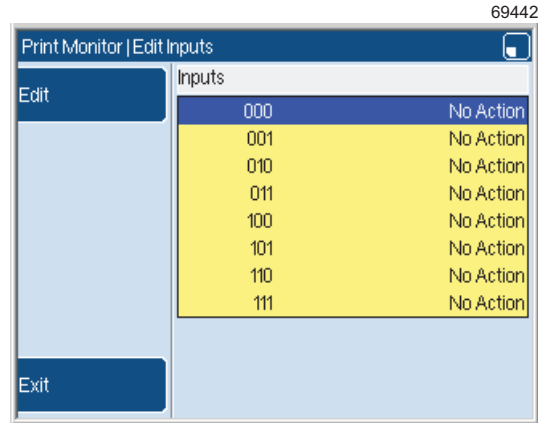 69442
Print Monitor | Edit Inputs
Edit
Inputs
000 No Action
001 No Action
010 No Action
011 No Action
100 No Action
101 No Action
110 No Action
111 No Action
Exit